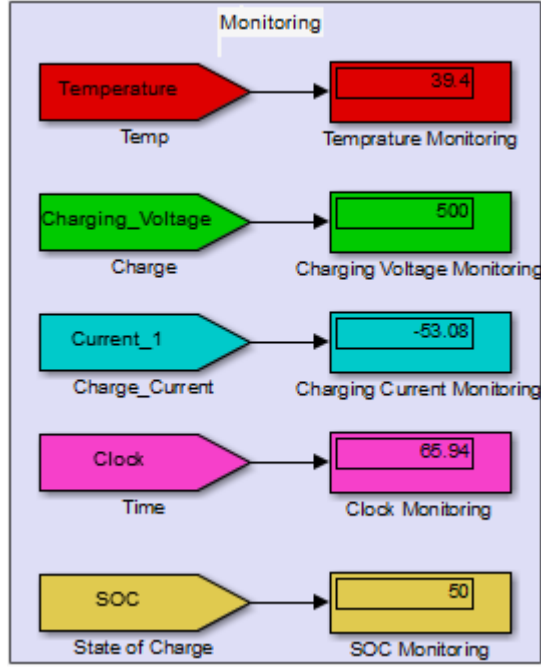 Monitoring
Temperature
39.4
Temp
Temprature Monitoring
Charging_Voltage
500
Charge
Charging Voltage Monitoring
Current_1
-53.08
Charge_Current
Charging Current Monitoring
Clock
65.94
Time
Clock Monitoring
SOC
50
State of Charge
SOC Monitoring